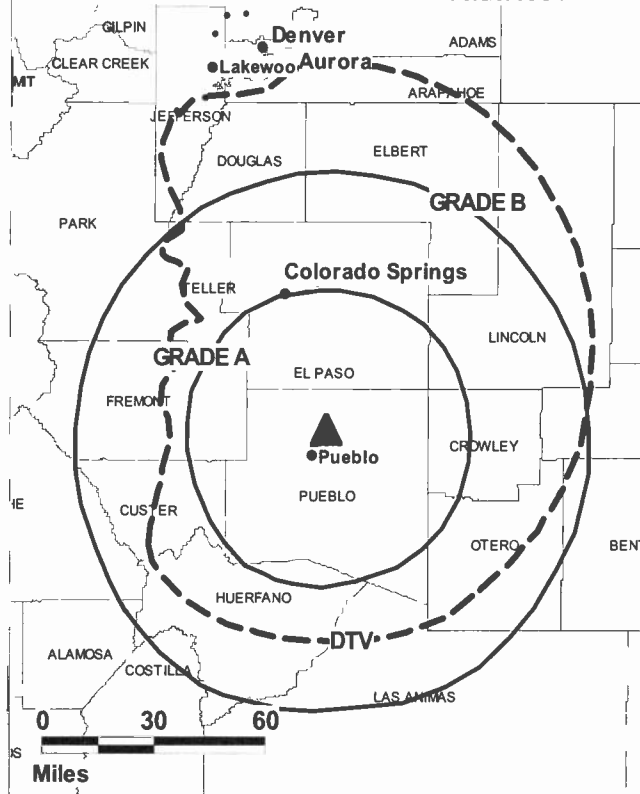 GILPIN
Denver
ADAMS
CLEAR CREEK
Lakewoo
Aurora
MT
ARAPAHOE
JEFFERSON
ELBERT
DOUGLAS
GRADE B
PARK
Colorado Springs
TELLER
LINCOLN
GRADE A
EL PASO
FREMONT
CROWLEY
Pueblo
PUEBLO
HE
CUSTER
OTERO
BENT
HUERFANO
DTV
ALAMOSA
COSTILLA
LAS ANIMAS
0 30 60
IS
Miles